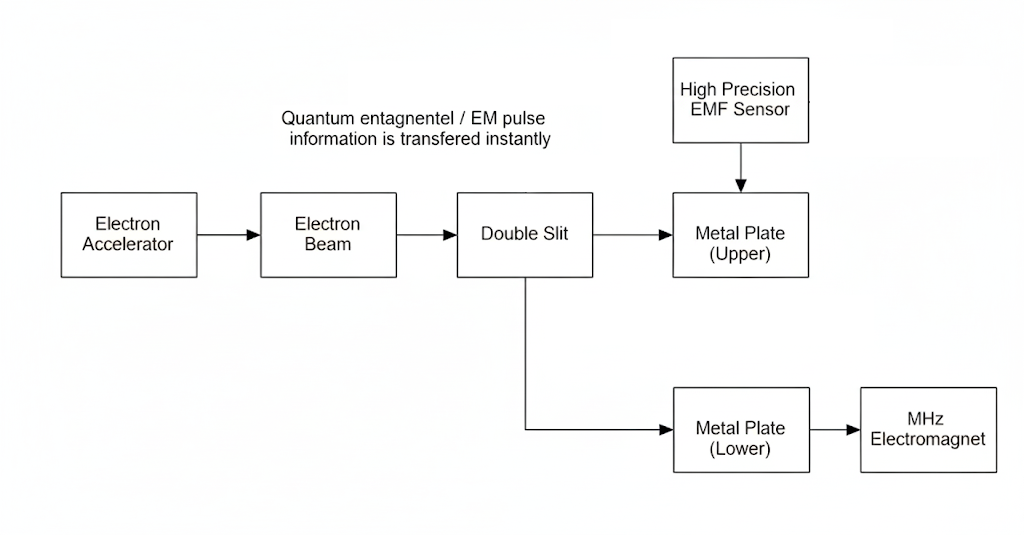 High Precision
EMF Sensor
Quantum entagnentel / EM pulse
information is transfered instantly
Electron
Accelerator
Electron
Beam
Double Slit
Metal Plate
(Upper)
Metal Plate
(Lower)
MHz
Electromagnet